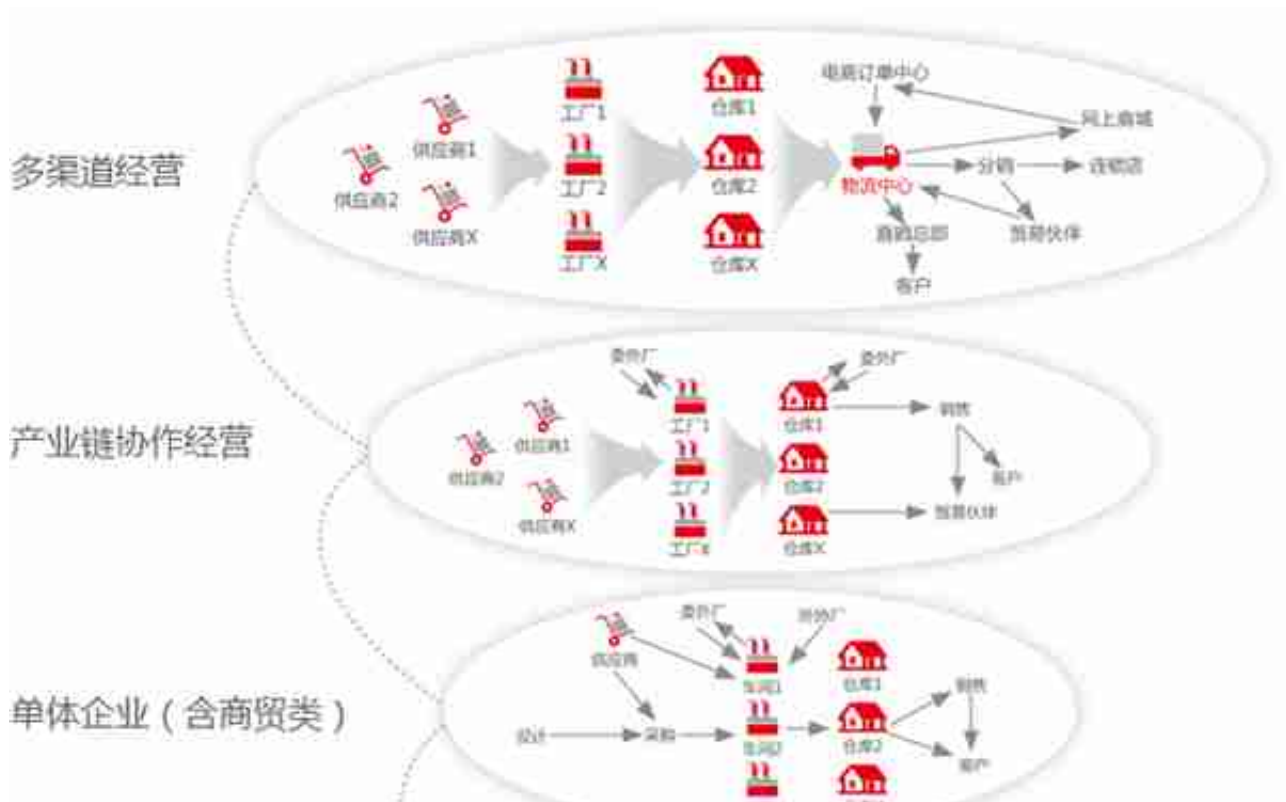 多渠道经营
供应商1
供应商2
供应商X
工厂1
工厂2
工厂X
仓库1
仓库2
仓库X
电商订单中心
网上商城
物流中心
分销
连锁店
直销总部
贸易伙伴
客户
产业链协作经营
供应商1
供应商2
供应商X
委外厂
工厂1
工厂2
工厂x
委外厂
仓库1
仓库2
仓库X
销售
客户
贸易伙伴
单体企业（含商贸类）
供应商
委外厂
采购
车间1
车间2
仓库1
仓库2
销售
客户